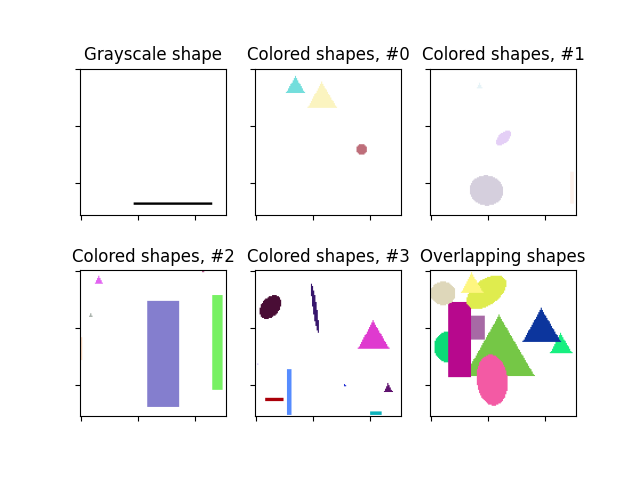 Grayscale shape
Colored shapes, #0
Colored shapes, #1
Colored shapes, #2
Colored shapes, #3
Overlapping shapes